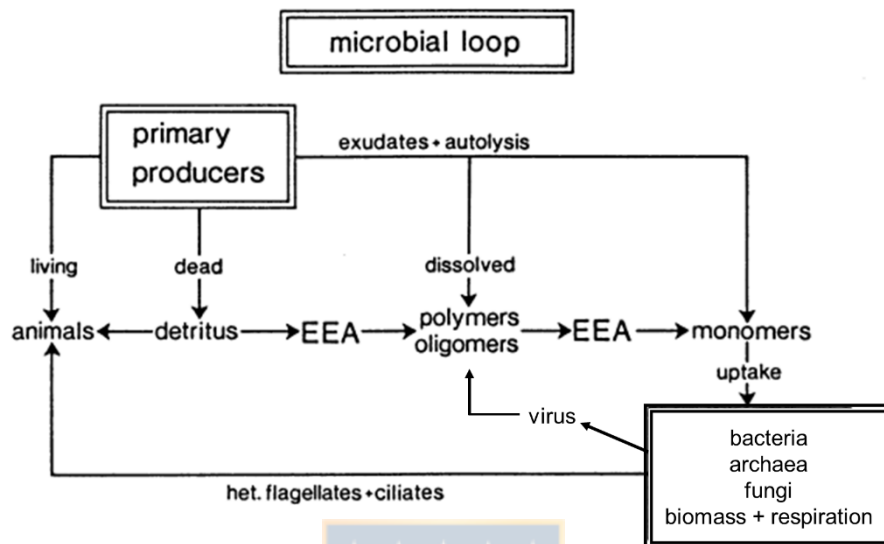 microbial loop
primary
producers
exudates + autolysis
living
dead
dissolved
animals
detritus
EEA
polymers
oligomers
EEA
monomers
uptake
virus
bacteria
archaea
fungi
biomass + respiration
het. flagellates + ciliates